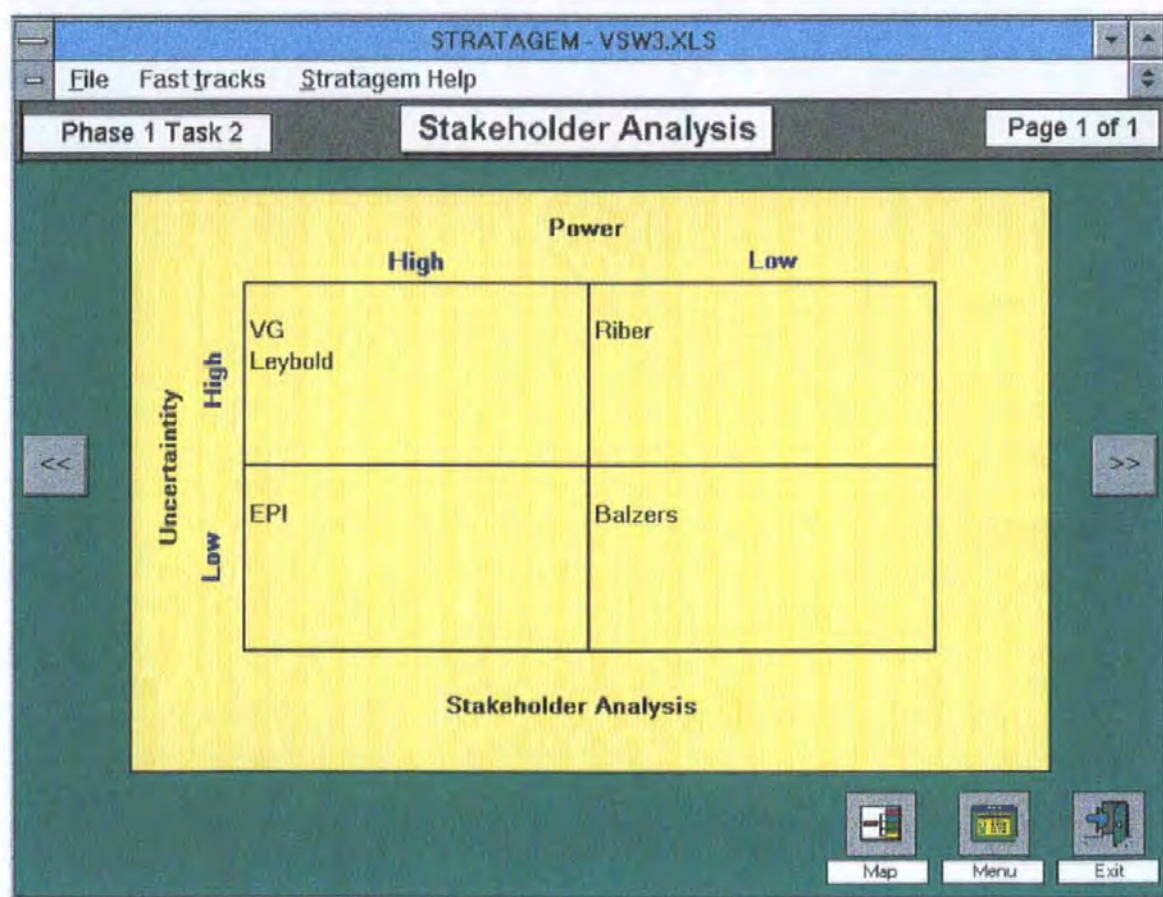 STRATAGEM - VSW3.XLS
File Fast tracks Stratagem Help
Phase 1 Task 2
Stakeholder Analysis
Page 1 of 1
Power
High Low
Uncertaintity
High
VG
Leybold
Riber
<< >>
Low
EPI
Balzers
Stakeholder Analysis
Map Menu Exit